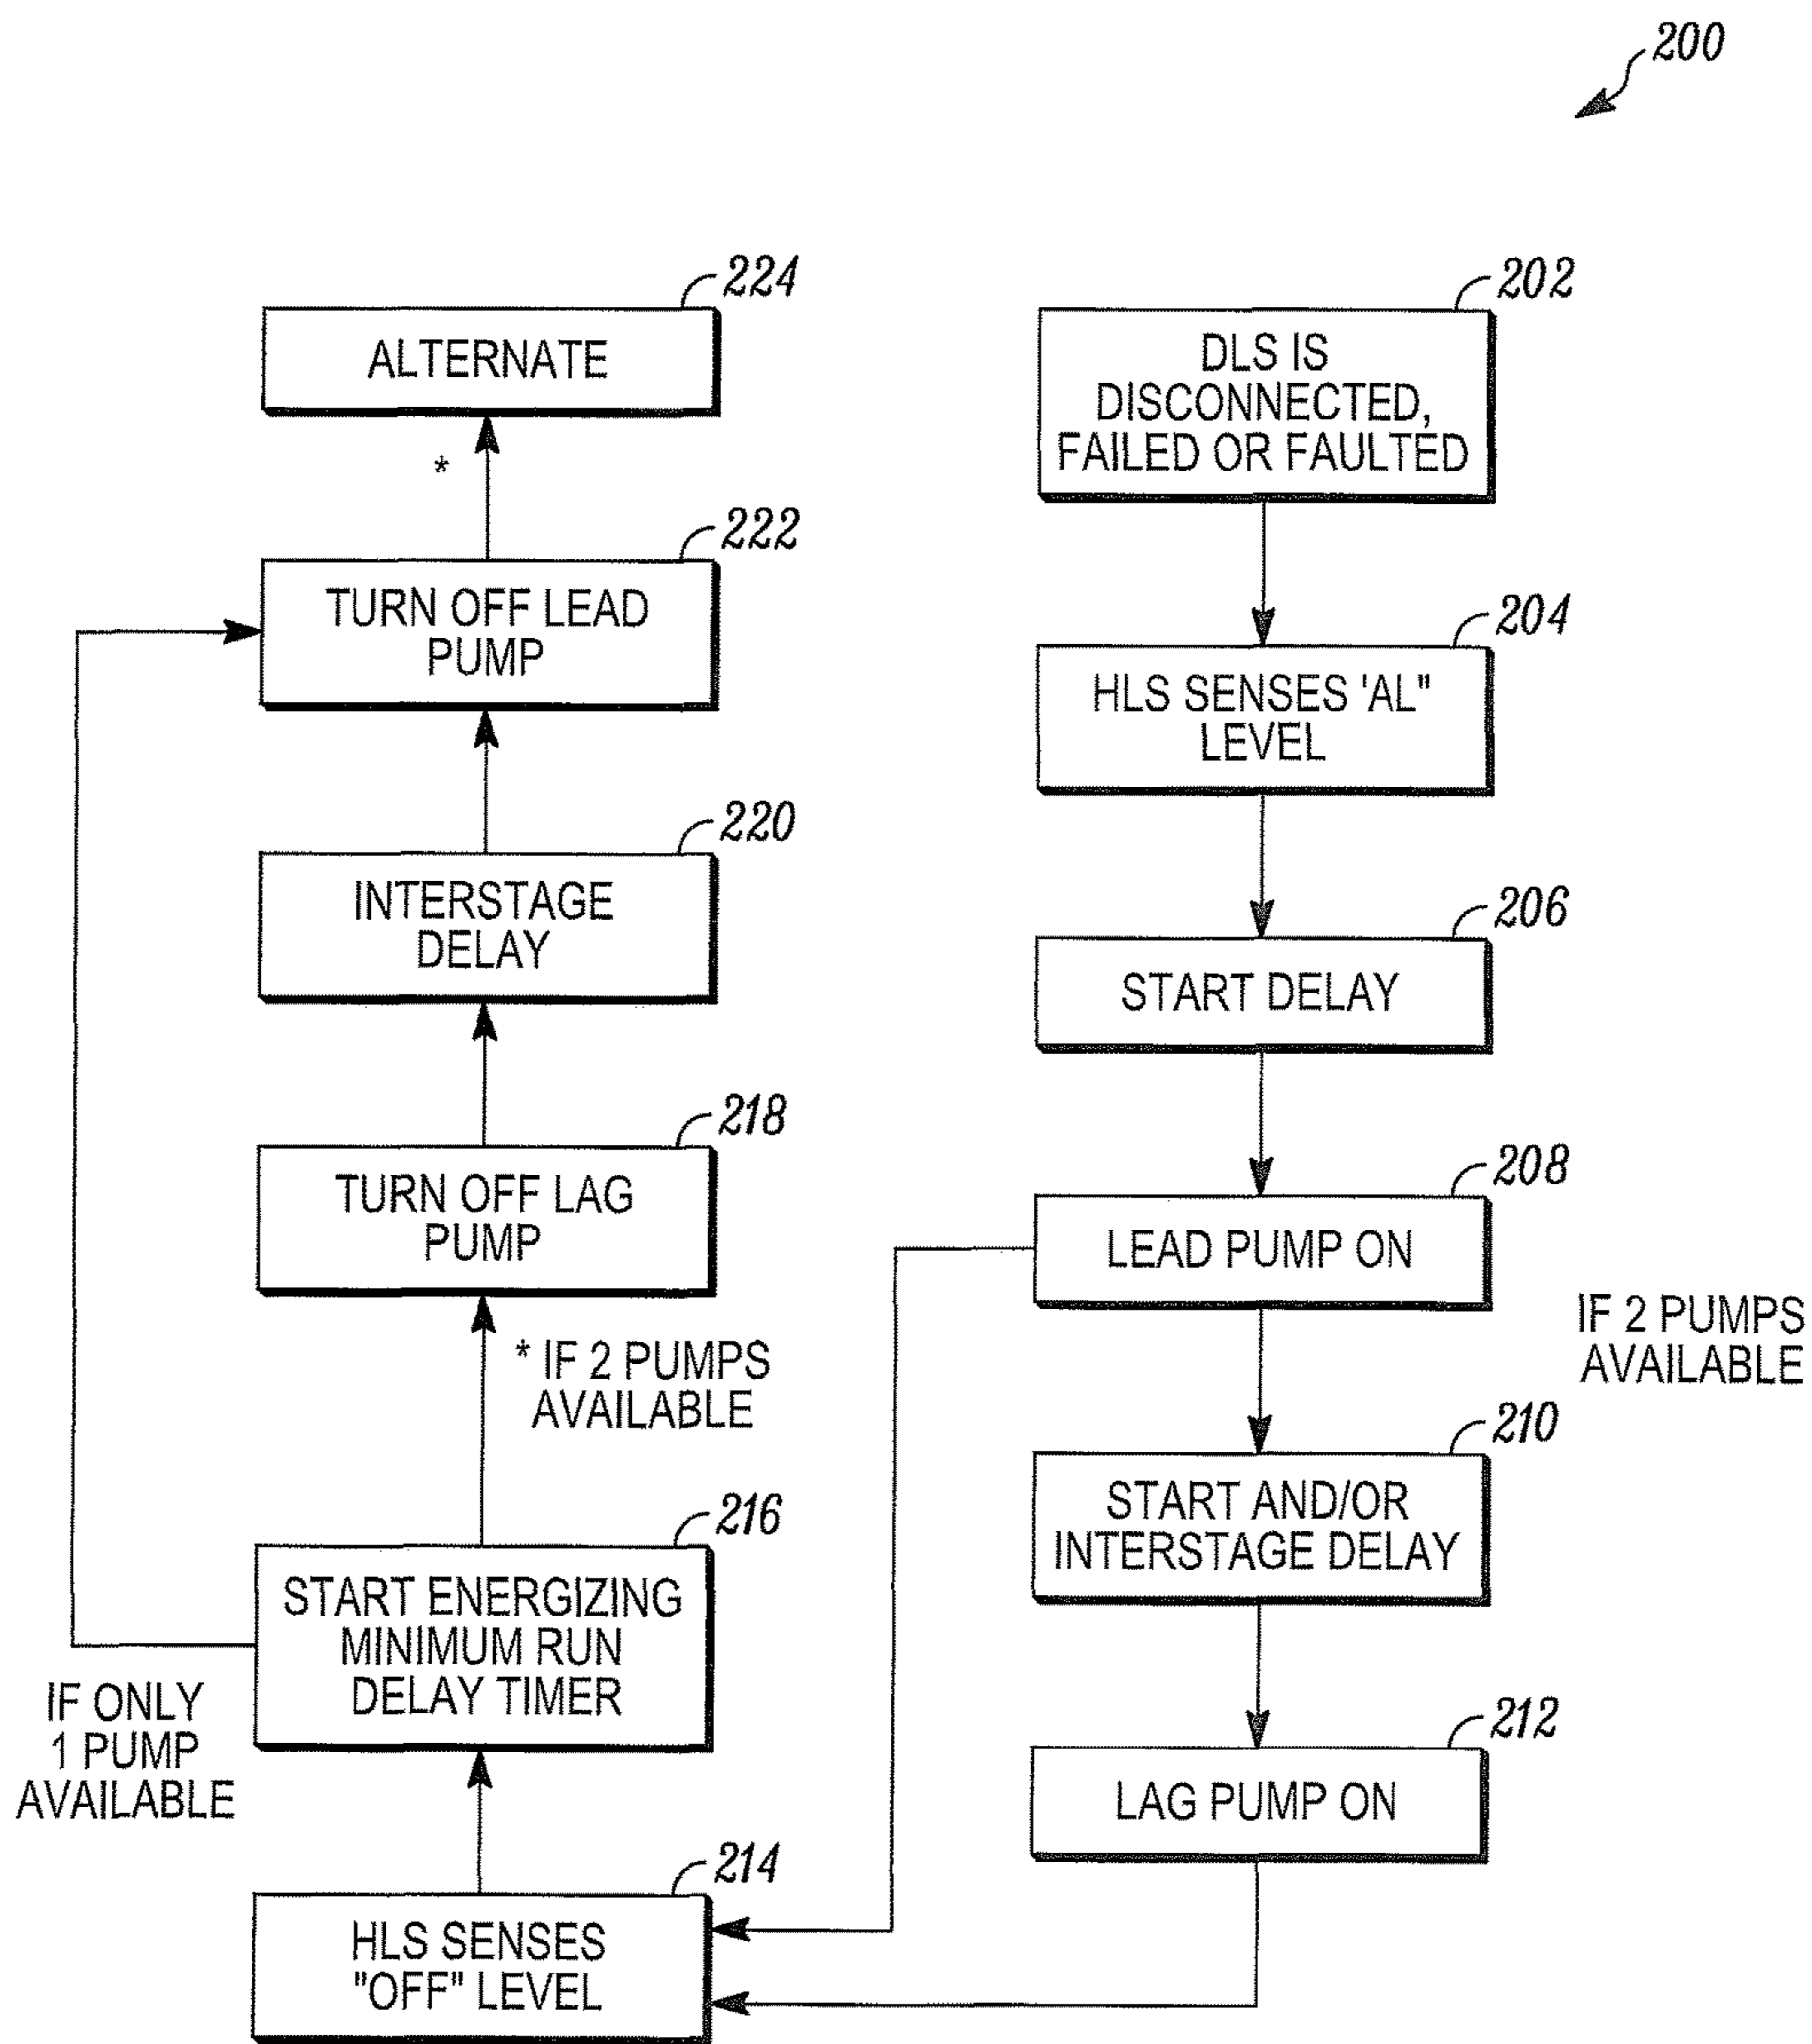 200
224
ALTERNATE
*
222
TURN OFF LEAD
PUMP
220
INTERSTAGE
DELAY
218
TURN OFF LAG
PUMP
* IF 2 PUMPS
AVAILABLE
216
START ENERGIZING
MINIMUM RUN
DELAY TIMER
IF ONLY
1 PUMP
AVAILABLE
214
HLS SENSES
"OFF" LEVEL
202
DLS IS
DISCONNECTED,
FAILED OR FAULTED
204
HLS SENSES 'AL"
LEVEL
206
START DELAY
208
LEAD PUMP ON
IF 2 PUMPS
AVAILABLE
210
START AND/OR
INTERSTAGE DELAY
212
LAG PUMP ON